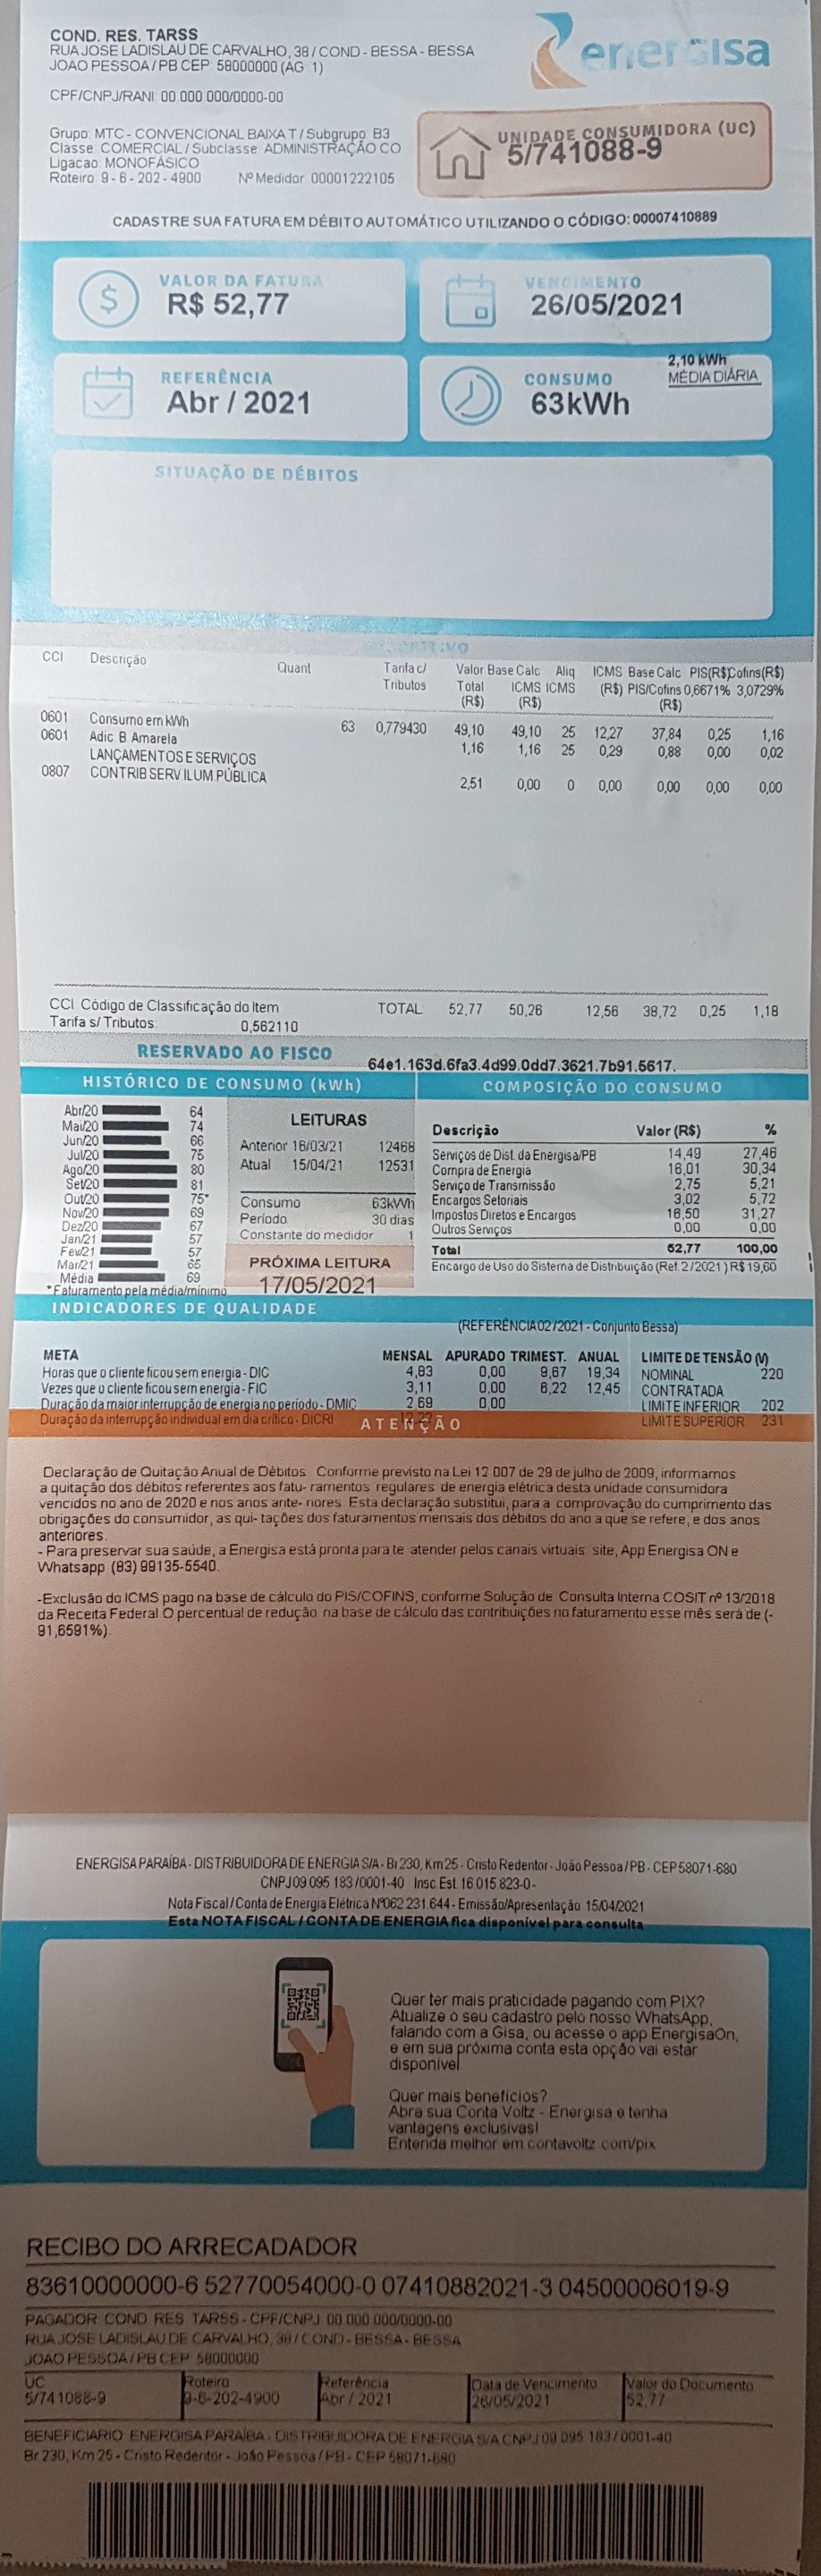 COND. RES. TARSS
RUA JOSE LADISLAU DE CARVALHO, 38 / COND - BESSA - BESSA
JOAO PESSOA / PB CEP: 58000000 (AG: 1)
energisa
CPF/CNPJ/RANI: 00.000.000/0000-00
Grupo: MTC - CONVENCIONAL BAIXA T / Subgrupo: B3
Classe: COMERCIAL / Subclasse: ADMINISTRAÇÃO CO
Ligacao: MONOFÁSICO
Roteiro: 9 - 6 - 202 - 4900 Nº Medidor: 00001222105
UNIDADE CONSUMIDORA (UC)
5/741088-9
CADASTRE SUA FATURA EM DÉBITO AUTOMÁTICO UTILIZANDO O CÓDIGO: 00007410889
VALOR DA FATURA
R$ 52,77
VENCIMENTO
26/05/2021
REFERÊNCIA
Abr / 2021
CONSUMO
63kWh
2,10 kWh
MÉDIA DIÁRIA
SITUAÇÃO DE DÉBITOS
CCI Descrição Quant Tarifa c/ Tributos Valor Total (R$) Base Calc ICMS (R$) Aliq ICMS ICMS (R$) Base Calc PIS/Cofins (R$) PIS(R$) 0,6671% Cofins(R$) 3,0729%
0601 Consumo em kWh 63 0,779430 49,10 49,10 25 12,27 37,84 0,25 1,16
0601 Adic. B. Amarela 1,16 1,16 25 0,29 0,88 0,00 0,02
LANÇAMENTOS E SERVIÇOS
0807 CONTRIB SERV ILUM PÚBLICA 2,51 0,00 0 0,00 0,00 0,00 0,00
CCI: Código de Classificação do Item TOTAL: 52,77 50,26 12,56 38,72 0,25 1,18
Tarifa s/ Tributos: 0,562110
RESERVADO AO FISCO 64e1.163d.6fa3.4d99.0dd7.3621.7b91.5617.
HISTÓRICO DE CONSUMO (kWh)
Abr/20 64
Mai/20 74
Jun/20 66
Jul/20 75
Ago/20 80
Set/20 81
Out/20 75*
Nov/20 69
Dez/20 67
Jan/21 57
Fev/21 57
Mar/21 65
Média 69
*Faturamento pela média/mínimo
LEITURAS
Anterior 16/03/21 12468
Atual 15/04/21 12531
Consumo 63kWh
Período 30 dias
Constante do medidor 1
PRÓXIMA LEITURA
17/05/2021
COMPOSIÇÃO DO CONSUMO
Descrição Valor (R$) %
Serviços de Dist. da Energisa/PB 14,49 27,46
Compra de Energia 16,01 30,34
Serviço de Transmissão 2,75 5,21
Encargos Setoriais 3,02 5,72
Impostos Diretos e Encargos 16,50 31,27
Outros Serviços 0,00 0,00
Total 52,77 100,00
Encargo de Uso do Sistema de Distribuição (Ref. 2 / 2021) R$ 19,60
INDICADORES DE QUALIDADE
(REFERÊNCIA 02 / 2021 - Conjunto Bessa)
META MENSAL APURADO TRIMEST. ANUAL LIMITE DE TENSÃO (V)
Horas que o cliente ficou sem energia - DIC 4,83 0,00 9,67 19,34 NOMINAL 220
Vezes que o cliente ficou sem energia - FIC 3,11 0,00 6,22 12,45 CONTRATADA
Duração da maior interrupção de energia no período - DMIC 2,69 0,00 LIMITE INFERIOR 202
Duração da interrupção individual em dia crítico - DICRI LIMITE SUPERIOR 231
ATENÇÃO
Declaração de Quitação Anual de Débitos Conforme previsto na Lei 12.007 de 29 de julho de 2009, informamos
a quitação dos débitos referentes aos fatu- ramentos regulares de energia elétrica desta unidade consumidora
vencidos no ano de 2020 e nos anos ante- riores. Esta declaração substitui, para a comprovação do cumprimento das
obrigações do consumidor, as qui- tações dos faturamentos mensais dos débitos do ano a que se refere, e dos anos
anteriores.
- Para preservar sua saúde, a Energisa está pronta para te atender pelos canais virtuais: site, App Energisa ON e
Whatsapp (83) 99135-5540.
-Exclusão do ICMS pago na base de cálculo do PIS/COFINS, conforme Solução de Consulta Interna COSIT nº 13/2018
da Receita Federal O percentual de redução na base de cálculo das contribuições no faturamento esse mês será de (-
91,6591%).
ENERGISA PARAÍBA - DISTRIBUIDORA DE ENERGIA S/A - Br 230, Km 25 - Cristo Redentor - João Pessoa / PB - CEP 58071-680
CNPJ 09.095.183/0001-40 Insc.Est. 16.015.823-0 -
Nota Fiscal / Conta de Energia Elétrica Nº062.231.644 - Emissão/Apresentação: 15/04/2021
Esta NOTA FISCAL / CONTA DE ENERGIA fica disponível para consulta
Quer ter mais praticidade pagando com PIX?
Atualize o seu cadastro pelo nosso WhatsApp,
falando com a Gisa, ou acesse o app EnergisaOn,
e em sua próxima conta esta opção vai estar
disponível
Quer mais benefícios?
Abra sua Conta Voltz - Energisa e tenha
vantagens exclusivas!
Entenda melhor em contavoltz.com/pix
RECIBO DO ARRECADADOR
83610000000-6 52770054000-0 07410882021-3 04500006019-9
PAGADOR: COND. RES. TARSS - CPF/CNPJ: 00.000.000/0000-00
RUA JOSE LADISLAU DE CARVALHO, 38 / COND - BESSA - BESSA
JOAO PESSOA / PB CEP: 58000000
UC Roteiro Referência Data de Vencimento Valor do Documento
5/741088-9 9-6-202-4900 Abr / 2021 26/05/2021 52,77
BENEFICIARIO: ENERGISA PARAÍBA - DISTRIBUIDORA DE ENERGIA S/A CNPJ 09.095.183/0001-40
Br 230, Km 25 - Cristo Redentor - João Pessoa / PB - CEP 58071-680